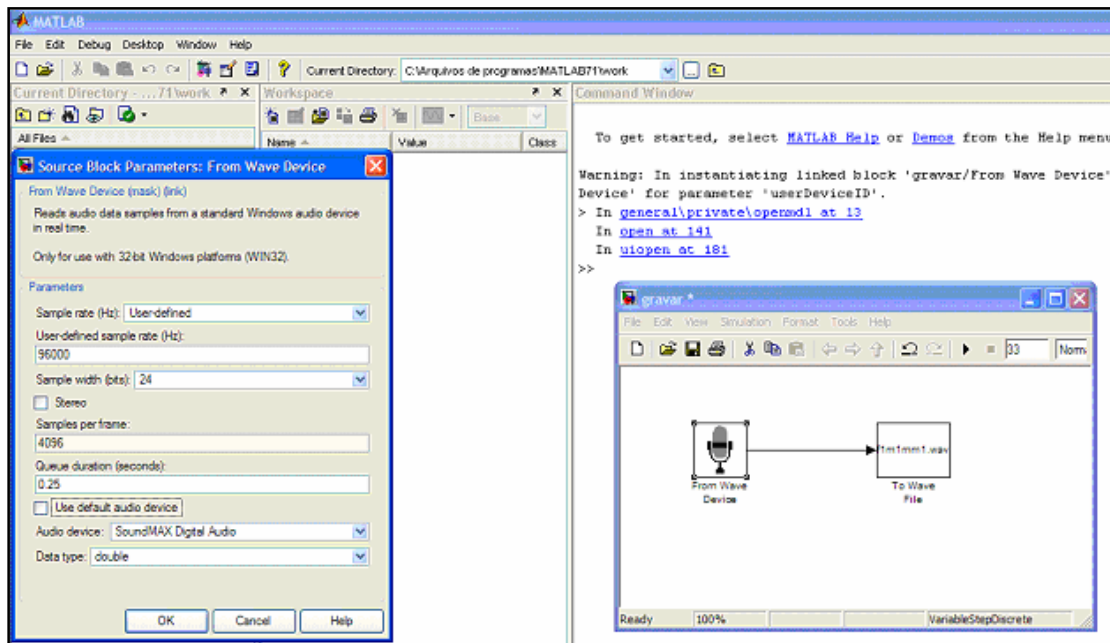 MATLAB
File Edit Debug Desktop Window Help
Current Directory: C:\Arquivos de programas\MATLAB71\work
Current Directory - ...71\work
All Files
Workspace
Base
Name Value Class
Command Window
To get started, select MATLAB Help or Demos from the Help menu
Warning: In instantiating linked block 'gravar/From Wave Device'
Device' for parameter 'userDeviceID'.
> In general\private\openmdl at 13
In open at 141
In uiopen at 181
>>
Source Block Parameters: From Wave Device
From Wave Device (mask) (link)
Reads audio data samples from a standard Windows audio device
in real time.
Only for use with 32-bit Windows platforms (WIN32).
Parameters
Sample rate (Hz): User-defined
User-defined sample rate (Hz):
96000
Sample width (bits): 24
Stereo
Samples per frame:
4096
Queue duration (seconds):
0.25
Use default audio device
Audio device: SoundMAX Digital Audio
Data type: double
OK Cancel Help
gravar *
File Edit View Simulation Format Tools Help
33 Norm
From Wave
Device
f1m1mm1.wav
To Wave
File
Ready 100% VariableStepDiscrete